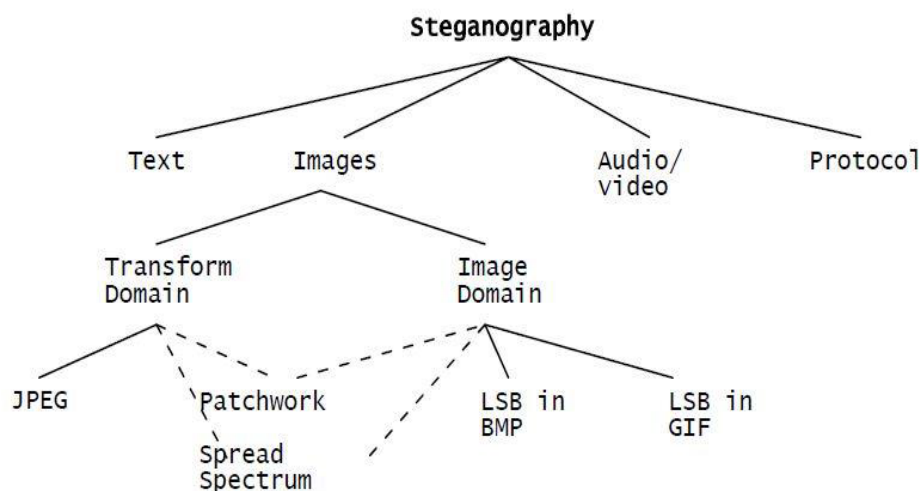 Steganography
Text
Images
Audio/
video
Protocol
Transform
Domain
Image
Domain
JPEG
Patchwork
LSB in
BMP
LSB in
GIF
Spread
Spectrum